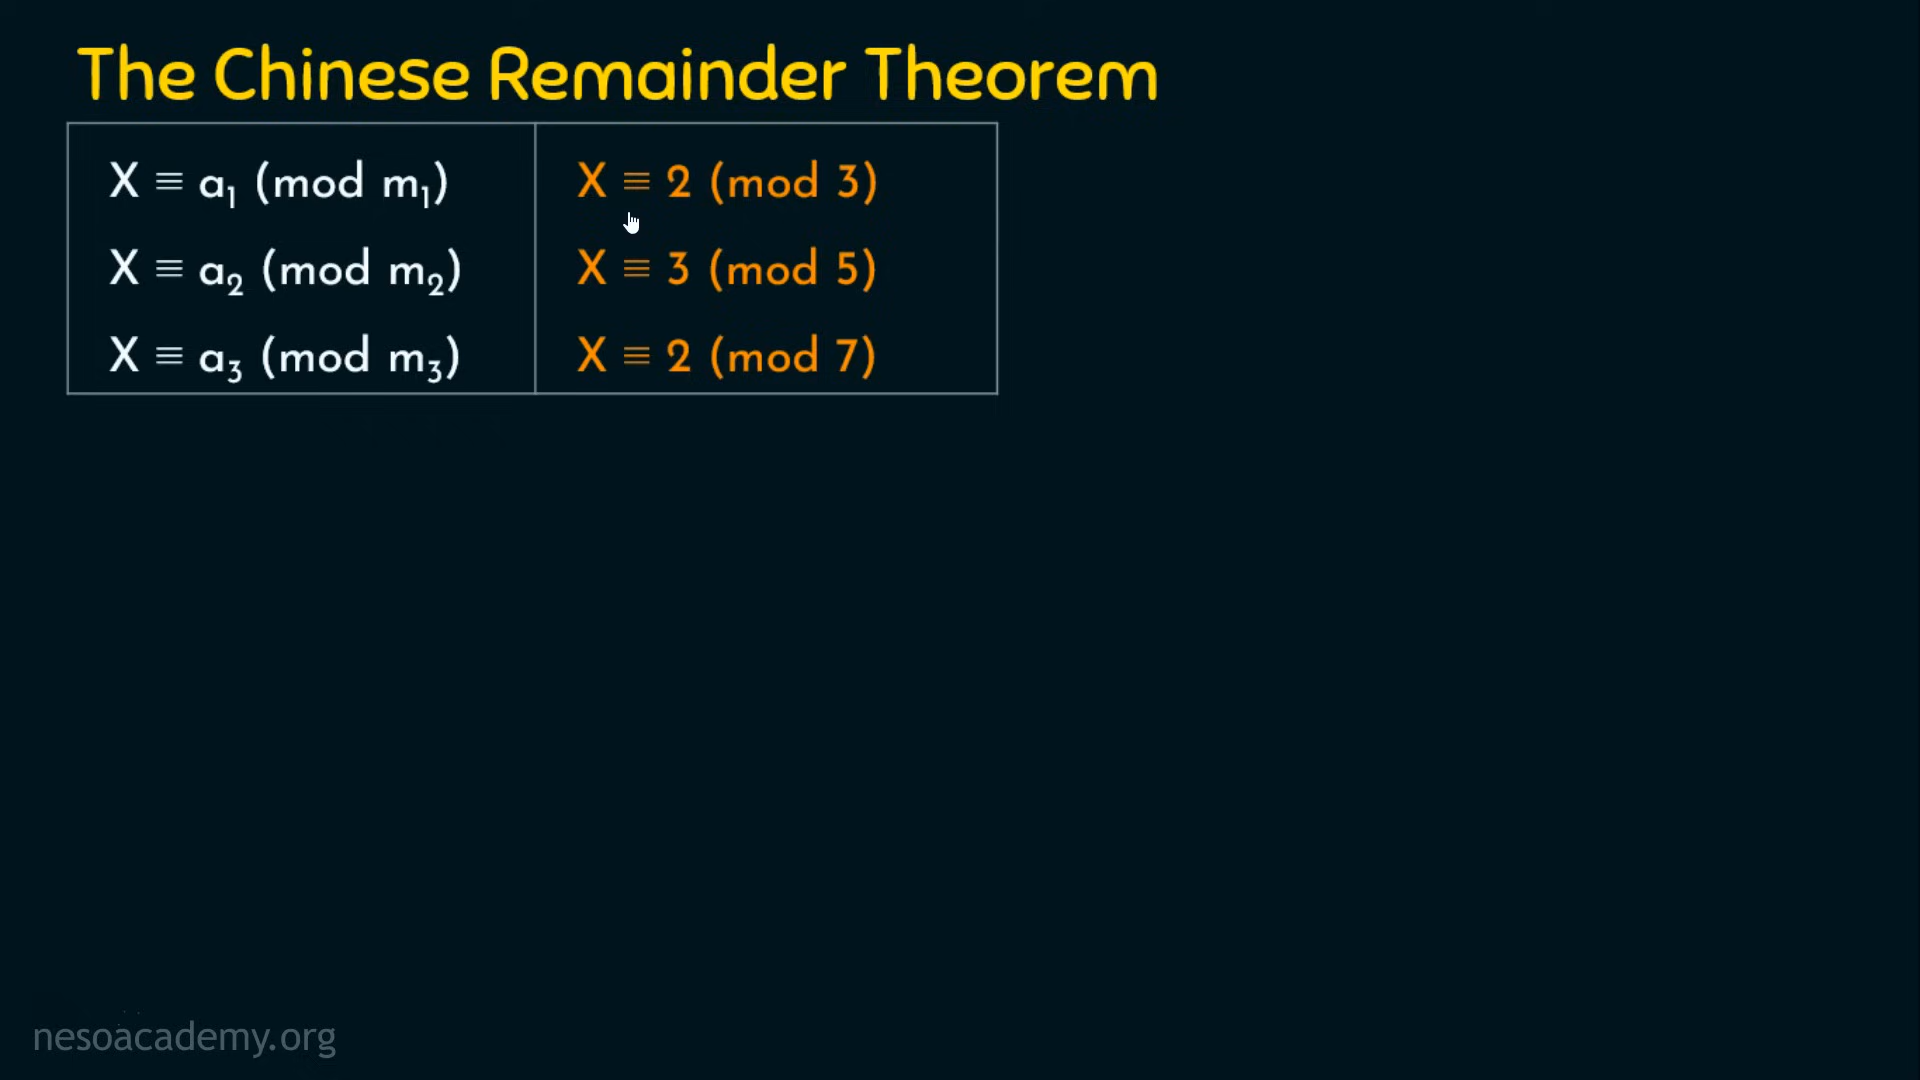 The Chinese Remainder Theorem
X ≡ a₁ (mod m₁)
X ≡ 2 (mod 3)
X ≡ a₂ (mod m₂)
X ≡ 3 (mod 5)
X ≡ a₃ (mod m₃)
X ≡ 2 (mod 7)
nesoacademy.org